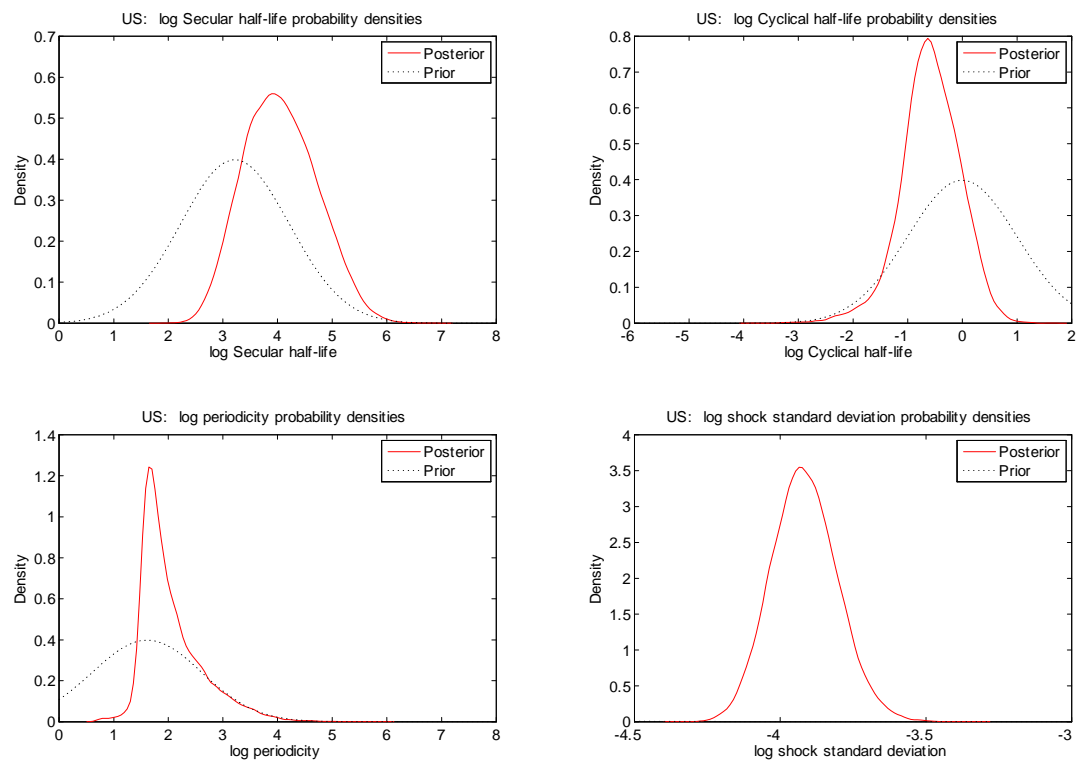 US: log Secular half-life probability densities
0.7
0.6
0.5
0.4
0.3
0.2
0.1
0
Density
0 1 2 3 4 5 6 7 8
log Secular half-life
Posterior
Prior
US: log Cyclical half-life probability densities
0.8
0.7
0.6
0.5
0.4
0.3
0.2
0.1
0
Density
-6 -5 -4 -3 -2 -1 0 1 2
log Cyclical half-life
Posterior
Prior
US: log periodicity probability densities
1.4
1.2
1
0.8
0.6
0.4
0.2
0
Density
0 1 2 3 4 5 6 7 8
log periodicity
Posterior
Prior
US: log shock standard deviation probability densities
4
3.5
3
2.5
2
1.5
1
0.5
0
Density
-4.5 -4 -3.5 -3
log shock standard deviation
Posterior
Prior